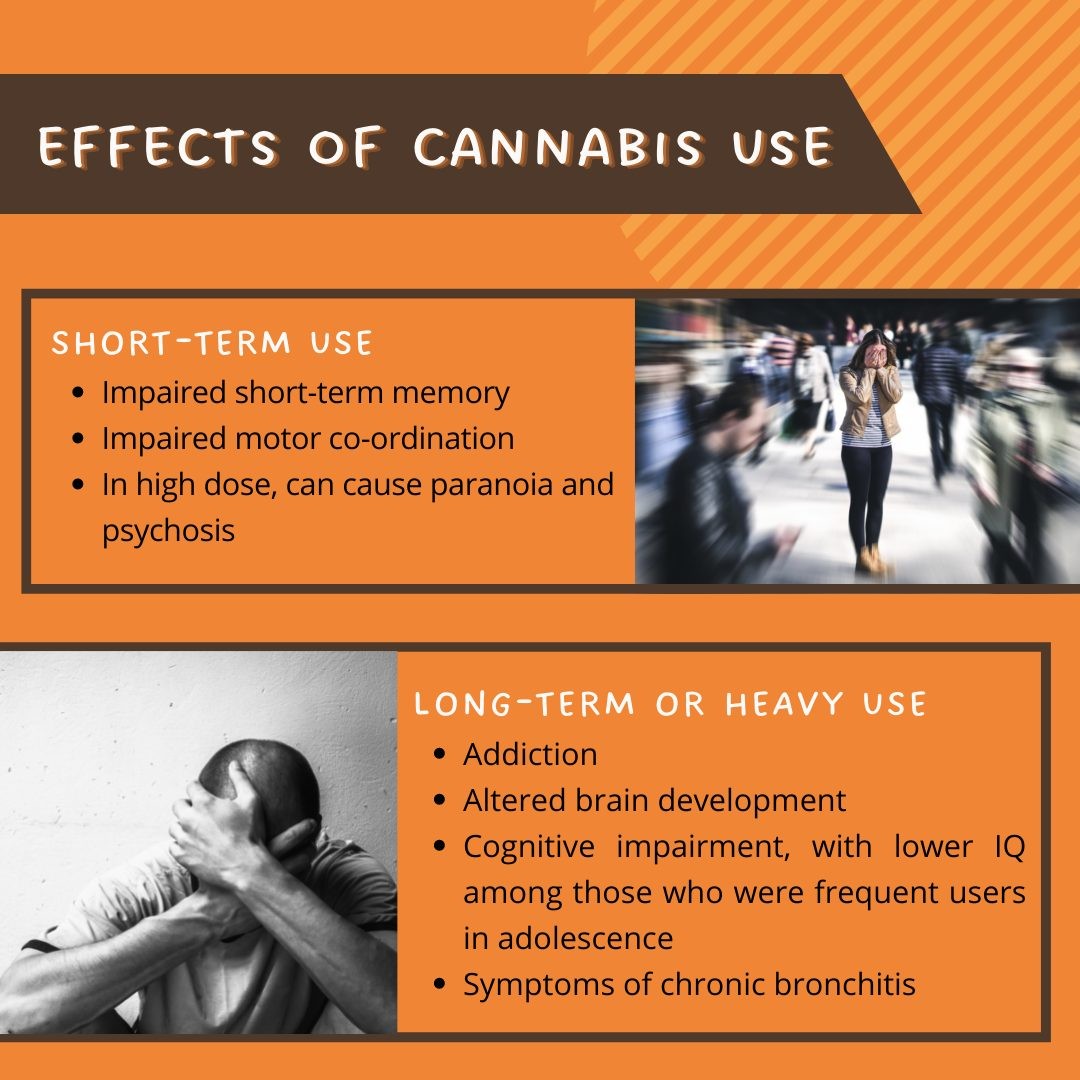 EFFECTS OF CANNABIS USE
SHORT-TERM USE
• Impaired short-term memory
• Impaired motor co-ordination
• In high dose, can cause paranoia and
psychosis
LONG-TERM OR HEAVY USE
• Addiction
• Altered brain development
• Cognitive impairment, with lower IQ
among those who were frequent users
in adolescence
• Symptoms of chronic bronchitis